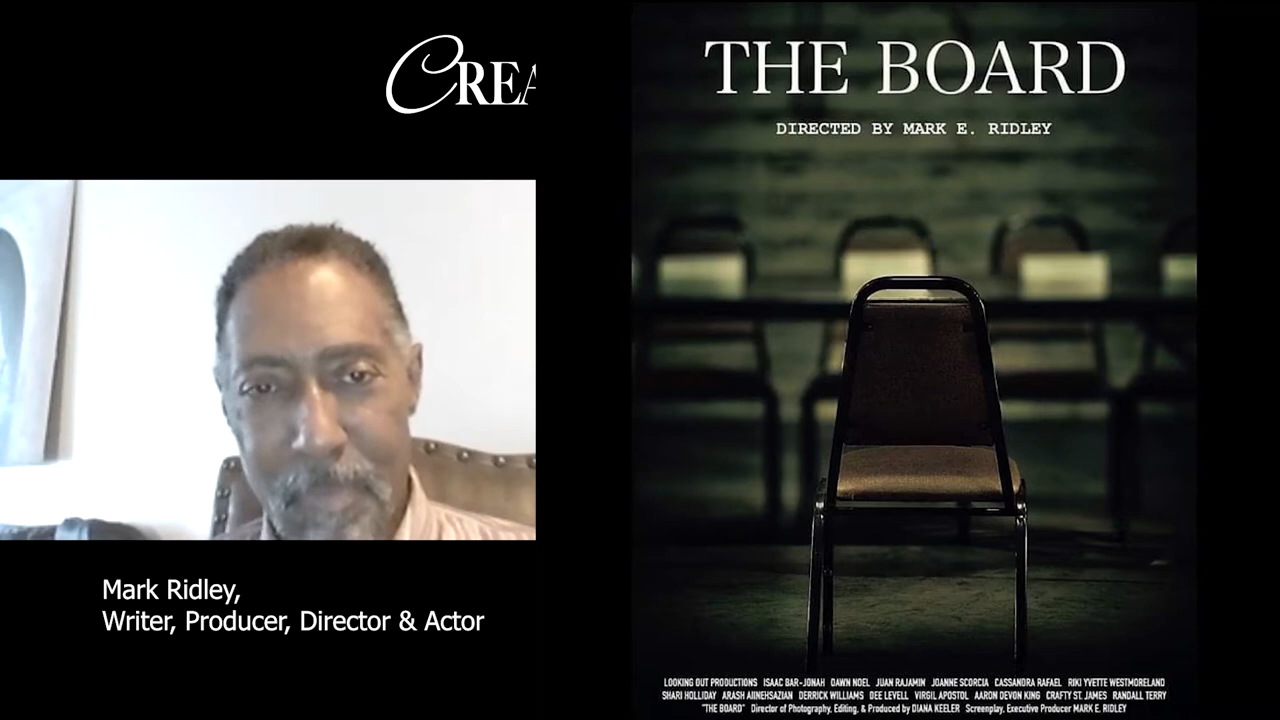 CREA
Mark Ridley,
Writer, Producer, Director & Actor
THE BOARD
DIRECTED BY MARK E. RIDLEY
LOOKING OUT PRODUCTIONS ISAAC BAR-JONAH DAWN NOEL JUAN RAJAMIN JOANNE SCORCIA CASSANDRA RAFAEL RIKI YVETTE WESTMORELAND
SHARI HOLLIDAY ARASH AIINEHSAZIAN DERRICK WILLIAMS DEE LEVELL VIRGIL APOSTOL AARON DEVON KING CRAFTY ST. JAMES RANDALL TERRY
"THE BOARD" Director of Photography, Editing, & Produced by DIANA KEELER Screenplay, Executive Producer MARK E. RIDLEY